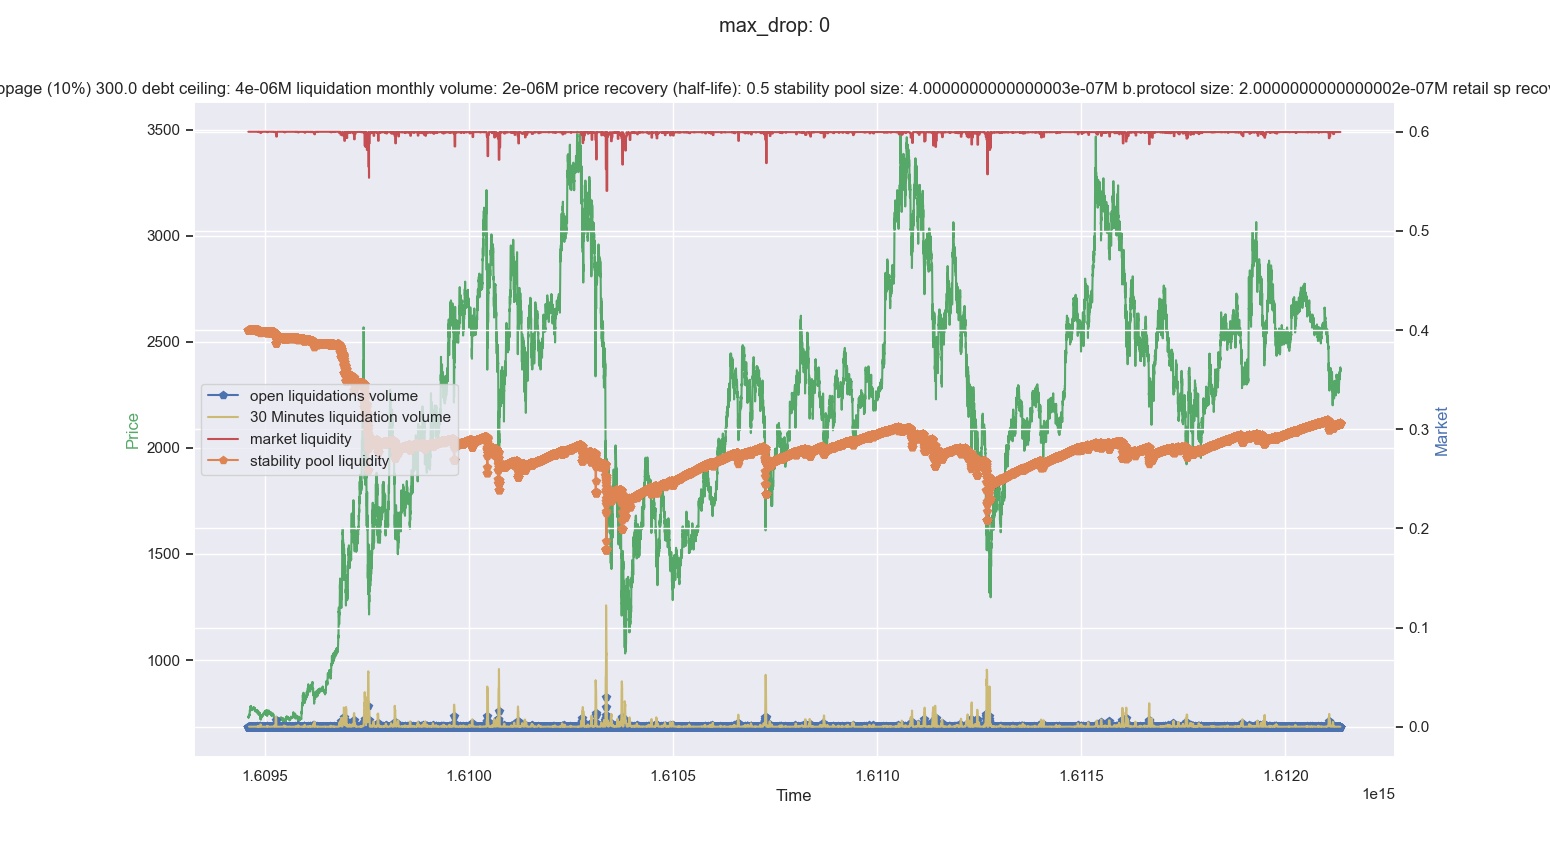 max_drop: 0
opage (10%) 300.0 debt ceiling: 4e-06M liquidation monthly volume: 2e-06M price recovery (half-life): 0.5 stability pool size: 4.0000000000000003e-07M b.protocol size: 2.0000000000000002e-07M retail sp recov
3500
3000
2500
2000
1500
1000
Price
0.6
0.5
0.4
0.3
0.2
0.1
0.0
Market
open liquidations volume
30 Minutes liquidation volume
market liquidity
stability pool liquidity
1.6095
1.6100
1.6105
1.6110
1.6115
1.6120
1e15
Time